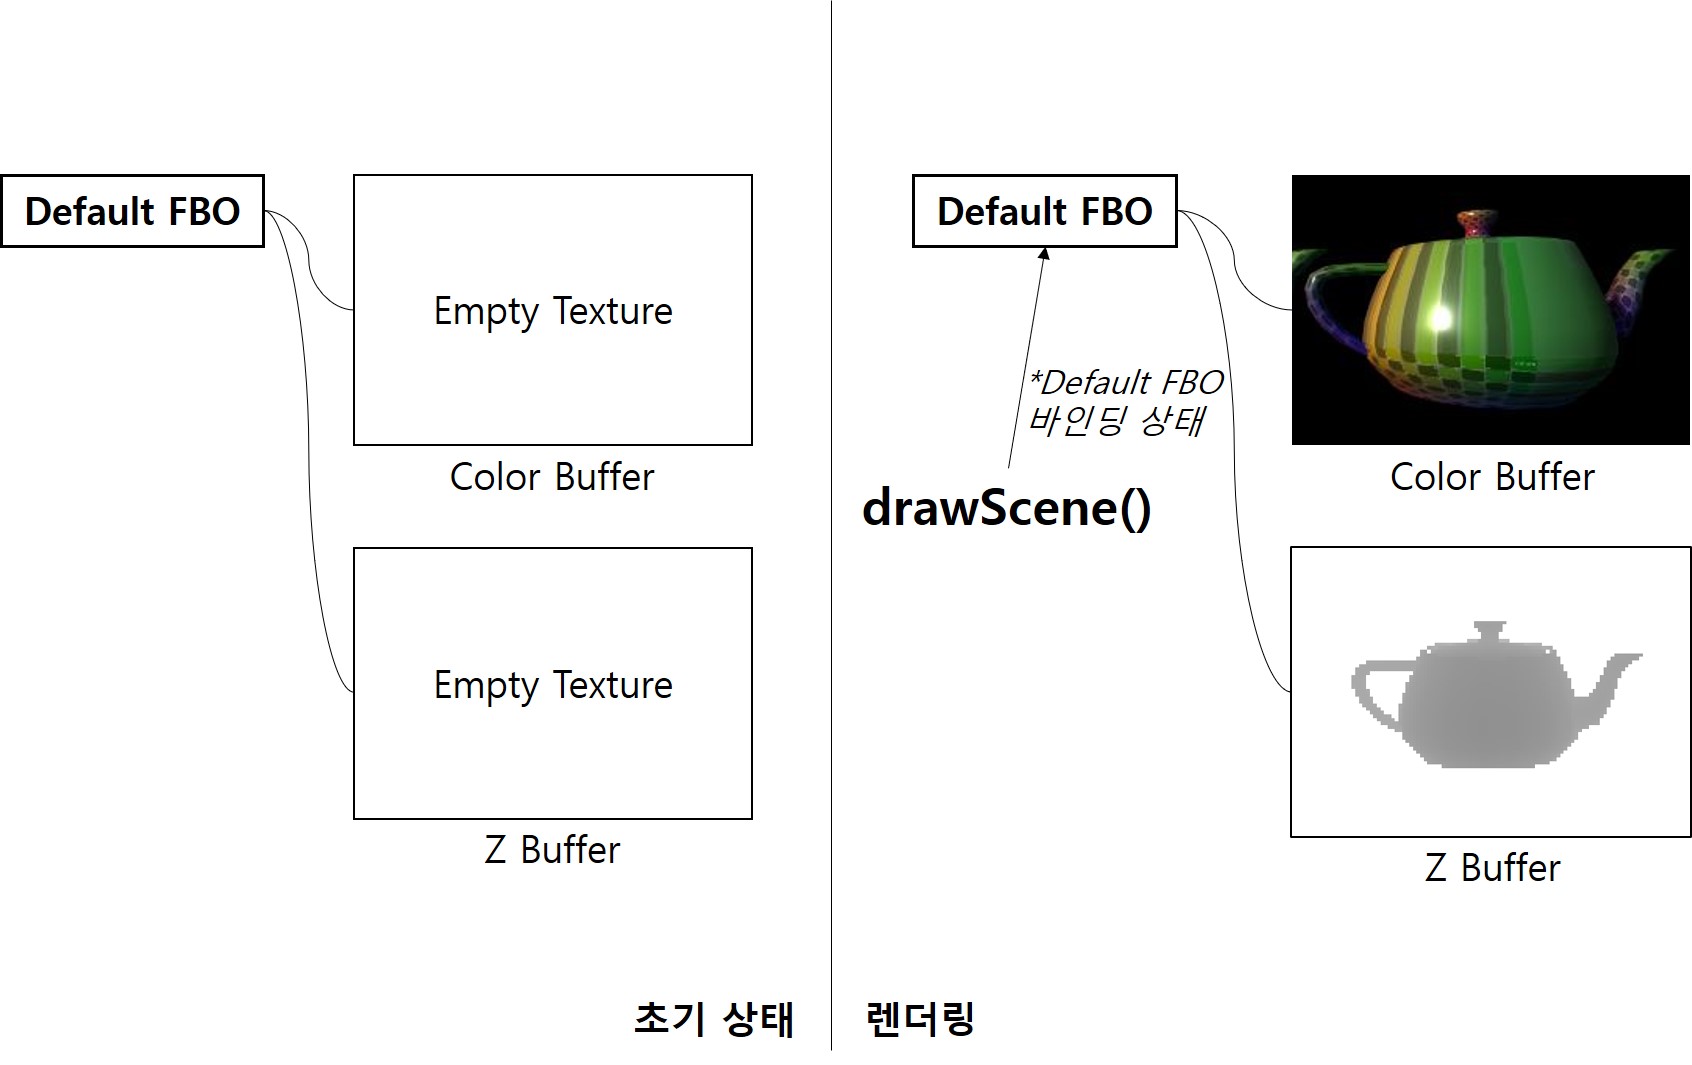 Default FBO
Empty Texture
Color Buffer
Empty Texture
Z Buffer
초기 상태
Default FBO
*Default FBO
바인딩 상태
drawScene()
Color Buffer
Z Buffer
렌더링